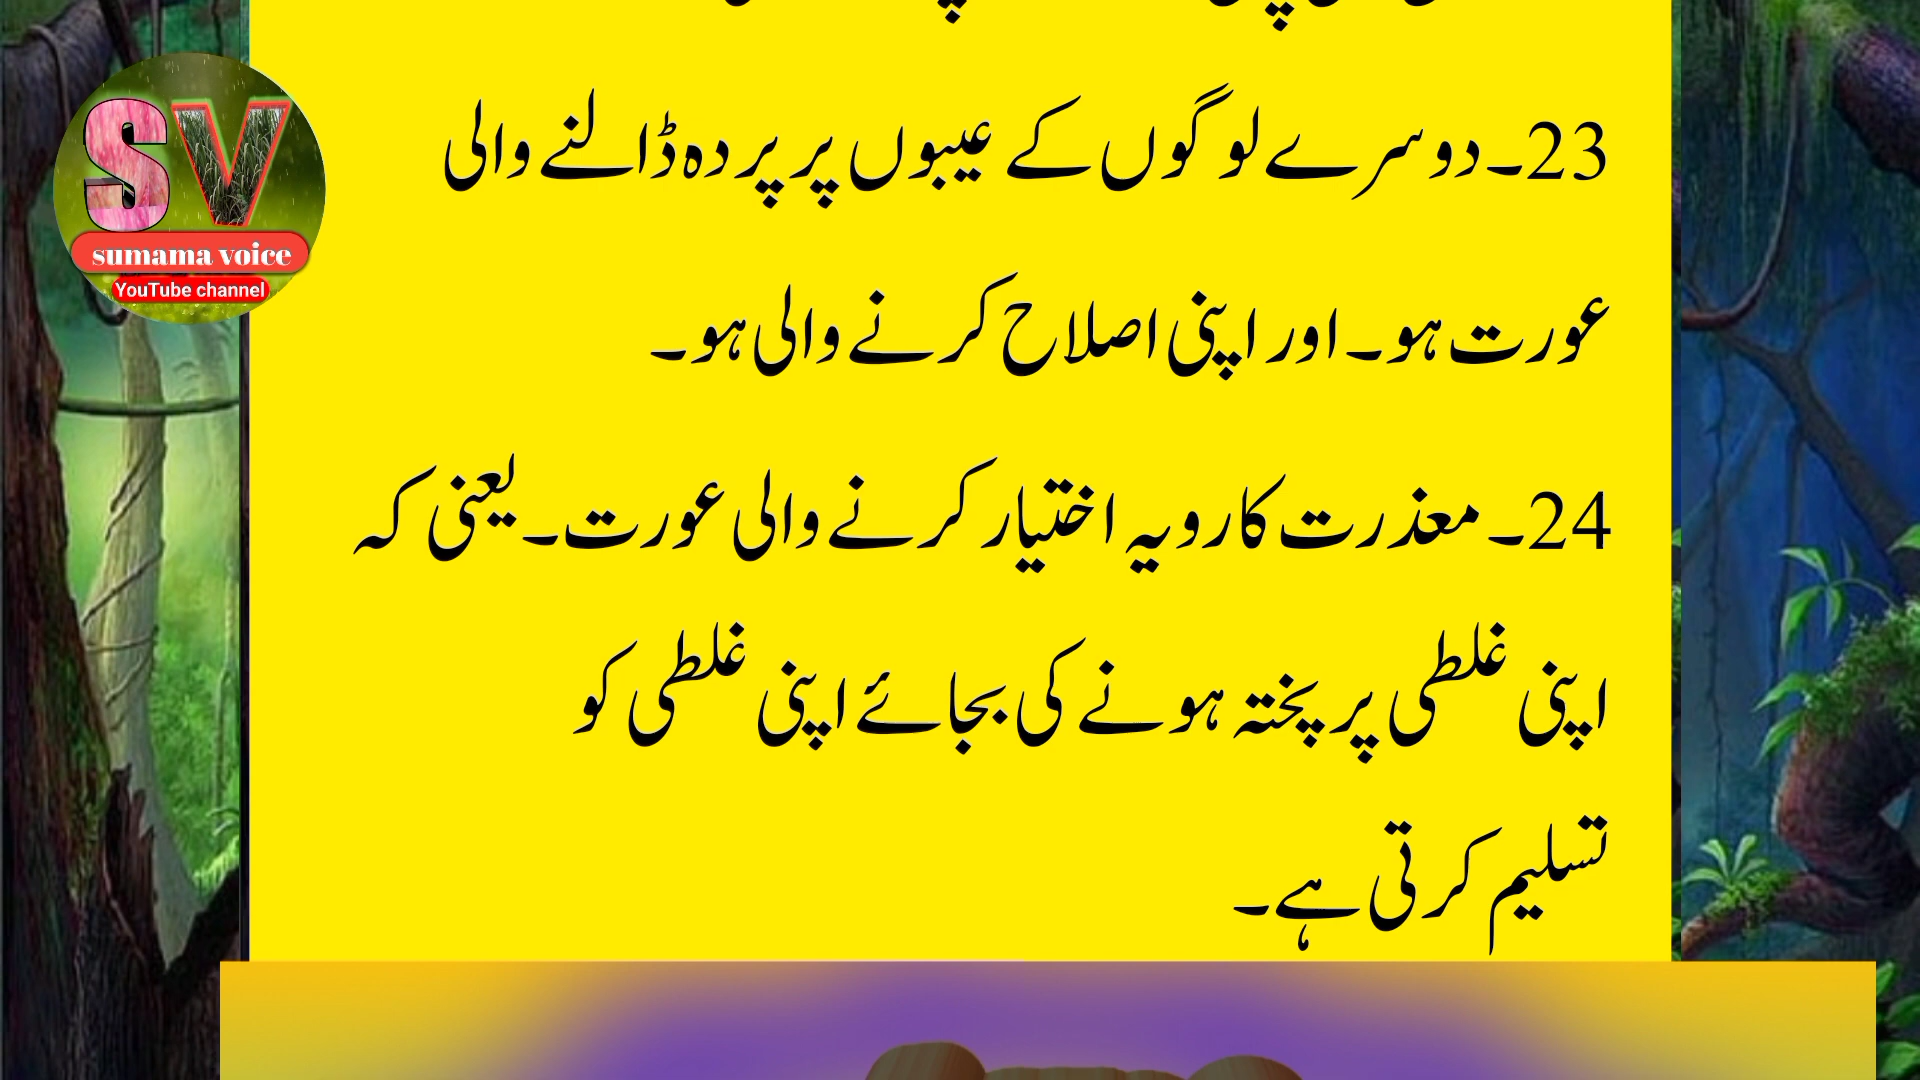 23۔دوسرے لوگوں کے عیبوں پر پردہ ڈالنے والی
عورت ہو۔ اور اپنی اصلاح کرنے والی ہو۔
24۔ معذرت کا رویہ اختیار کرنے والی عورت۔ یعنی کہ
اپنی غلطی پر پختہ ہونے کی بجائے اپنی غلطی کو
تسلیم کرتی ہے۔
SV
sumama voice
YouTube channel